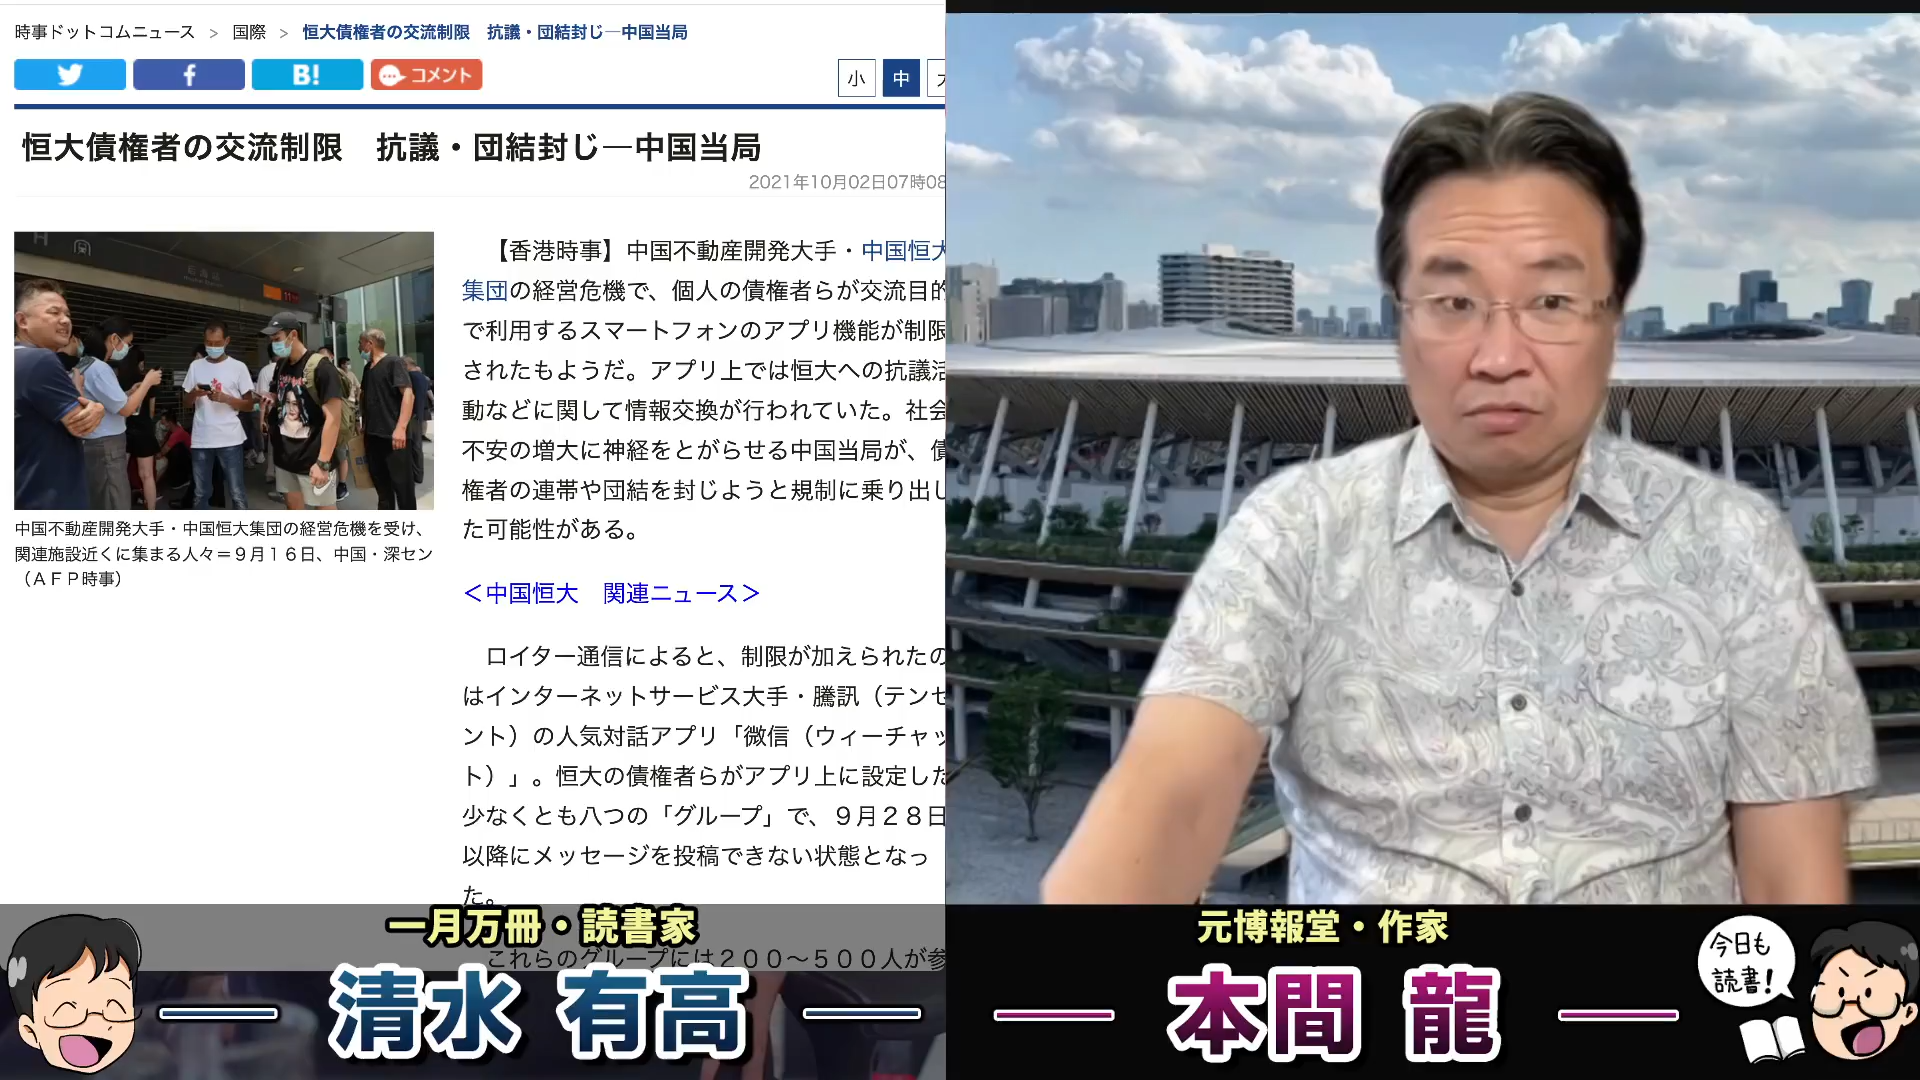 時事ドットコムニュース > 国際 > 恒大債権者の交流制限 抗議・団結封じ―中国当局
f
B!
コメント
小 中
恒大債権者の交流制限 抗議・団結封じ―中国当局
2021年10月02日07時08
【香港時事】中国不動産開発大手・中国恒大
集団の経営危機で、個人の債権者らが交流目的
で利用するスマートフォンのアプリ機能が制限
されたもようだ。アプリ上では恒大への抗議活
動などに関して情報交換が行われていた。社会
不安の増大に神経をとがらせる中国当局が、債
権者の連帯や団結を封じようと規制に乗り出し
た可能性がある。
中国不動産開発大手・中国恒大集団の経営危機を受け、
関連施設近くに集まる人々＝９月１６日、中国・深セン
（ＡＦＰ時事）
＜中国恒大 関連ニュース＞
ロイター通信によると、制限が加えられたの
はインターネットサービス大手・騰訊（テンセ
ント）の人気対話アプリ「微信（ウィーチャッ
ト）」。恒大の債権者らがアプリ上に設定した
少なくとも八つの「グループ」で、９月２８日
以降にメッセージを投稿できない状態となっ
た。
これらのグループには２００～５００人が参
一月万冊・読書家
清水 有高
元博報堂・作家
本間 龍
今日も
読書！